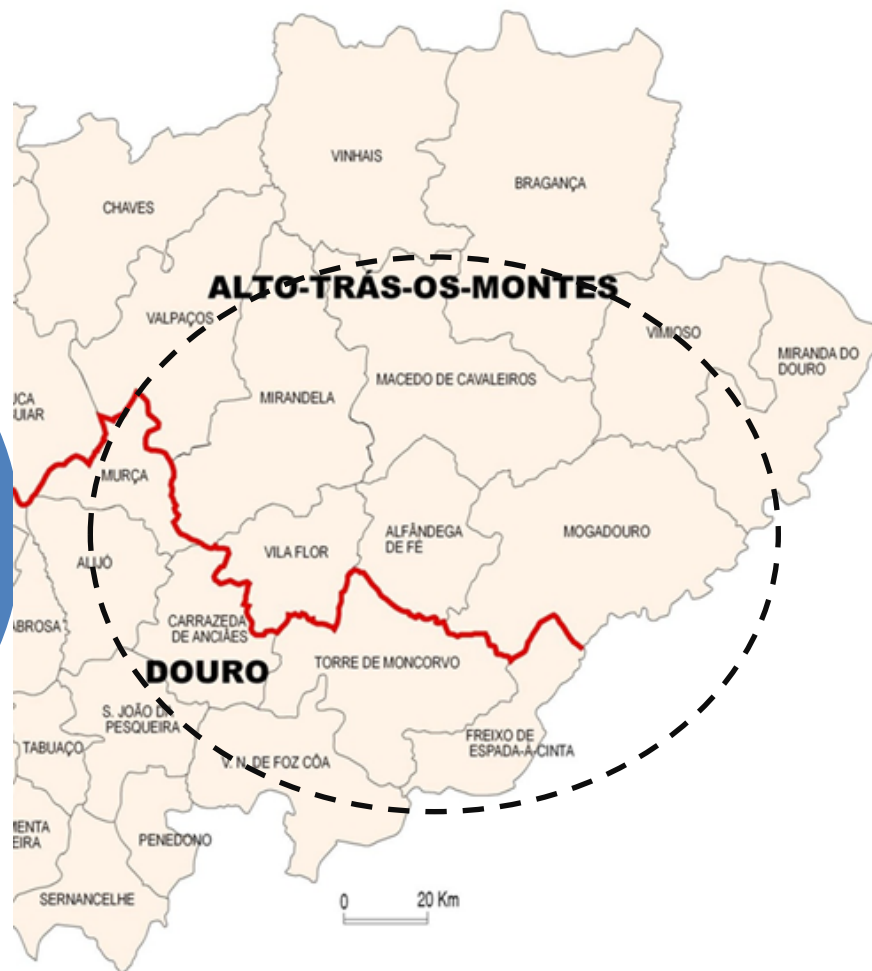 VINHAIS
BRAGANÇA
CHAVES
ALTO-TRÁS-OS-MONTES
VALPAÇOS
VIMIOSO
MIRANDA DO
DOURO
MACEDO DE CAVALEIROS
MIRANDELA
UCA
UIAR
MURÇA
ALFÂNDEGA
DE FÉ
MOGADOURO
VILA FLOR
ALIJÓ
ABROSA
CARRAZEDA
DE ANCIÃES
DOURO
TORRE DE MONCORVO
S. JOÃO DA
PESQUEIRA
TABUAÇO
FREIXO DE
ESPADA-À-CINTA
V. N. DE FOZ CÔA
MENTA
EIRA
PENEDONO
SERNANCELHE
0 20 Km